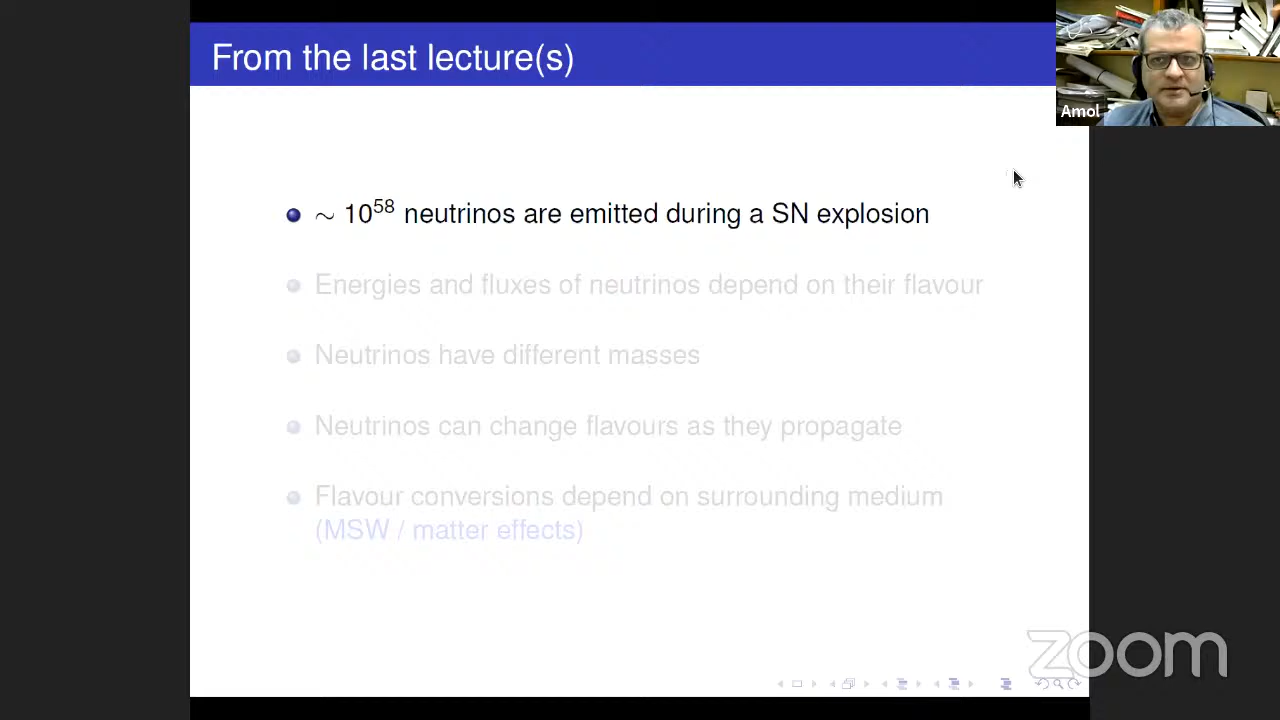 From the last lecture(s)
Amol
∼ 10⁵⁸ neutrinos are emitted during a SN explosion
Energies and fluxes of neutrinos depend on their flavour
Neutrinos have different masses
Neutrinos can change flavours as they propagate
Flavour conversions depend on surrounding medium
(MSW / matter effects)
zoom